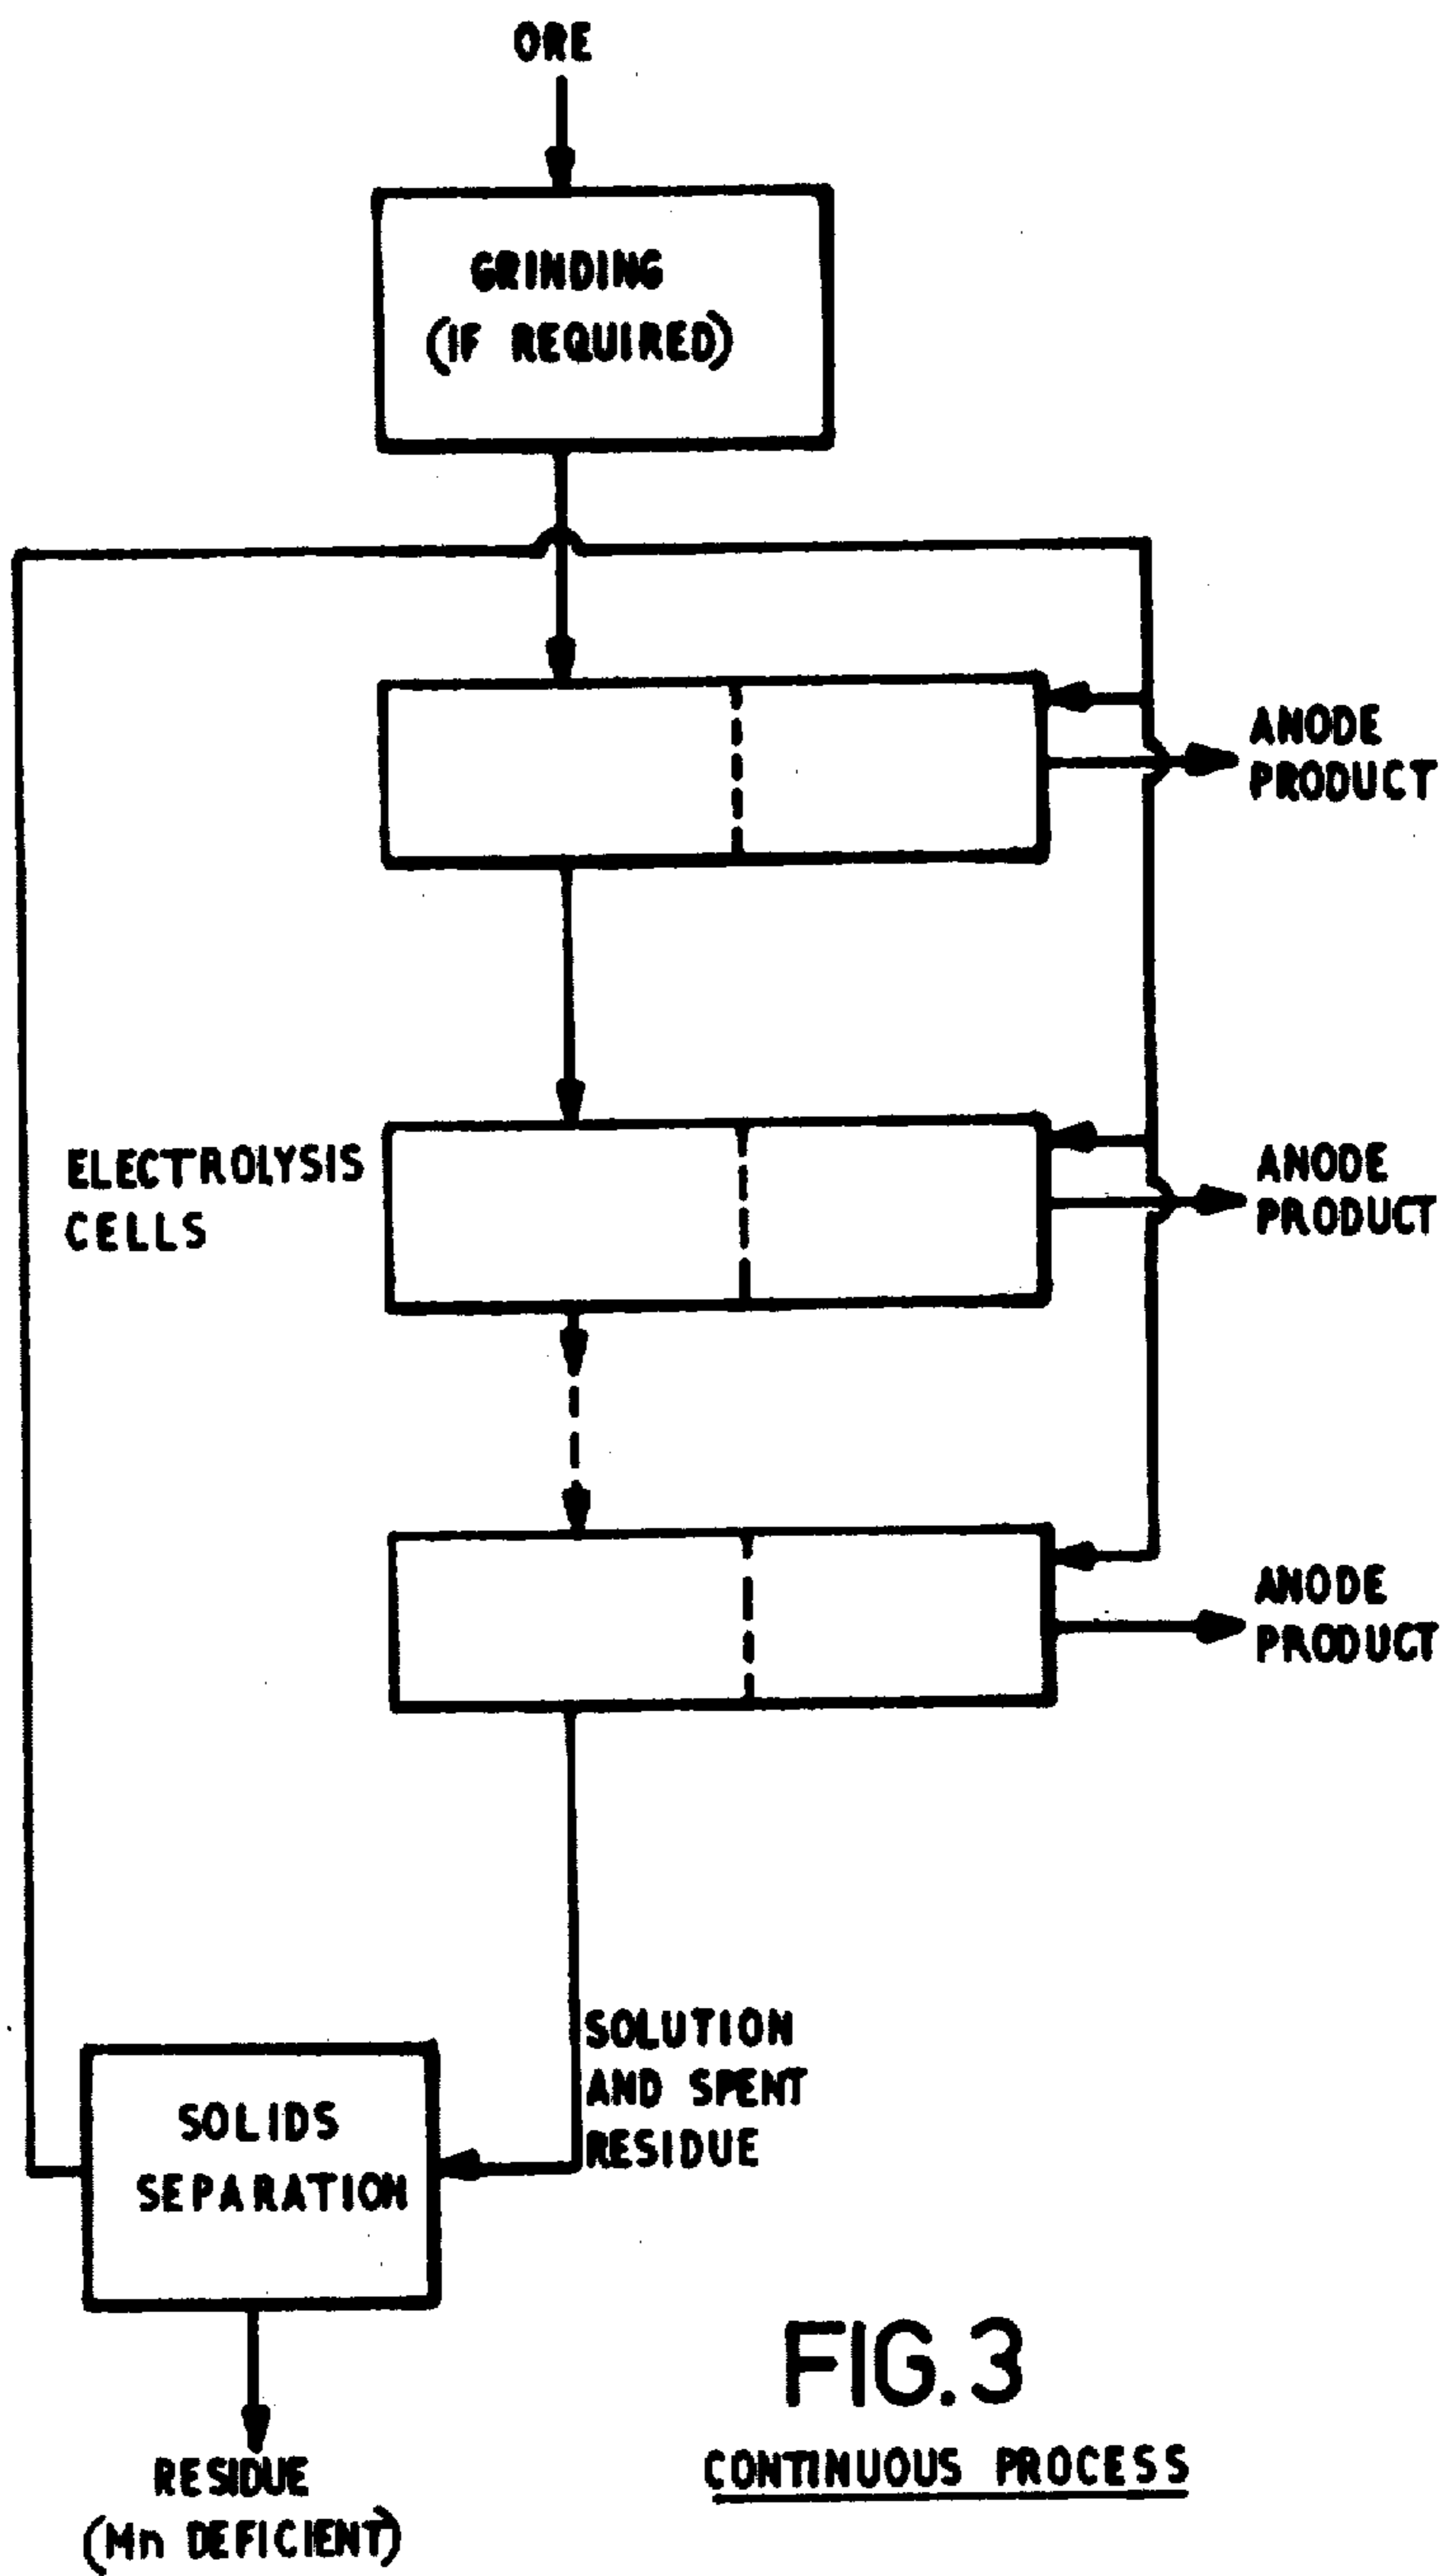 ORE
GRINDING
(IF REQUIRED)
ANODE
PRODUCT
ELECTROLYSIS
CELLS
ANODE
PRODUCT
ANODE
PRODUCT
SOLUTION
AND SPENT
RESIDUE
SOLIDS
SEPARATION
RESIDUE
(Mn DEFICIENT)
FIG.3
CONTINUOUS PROCESS